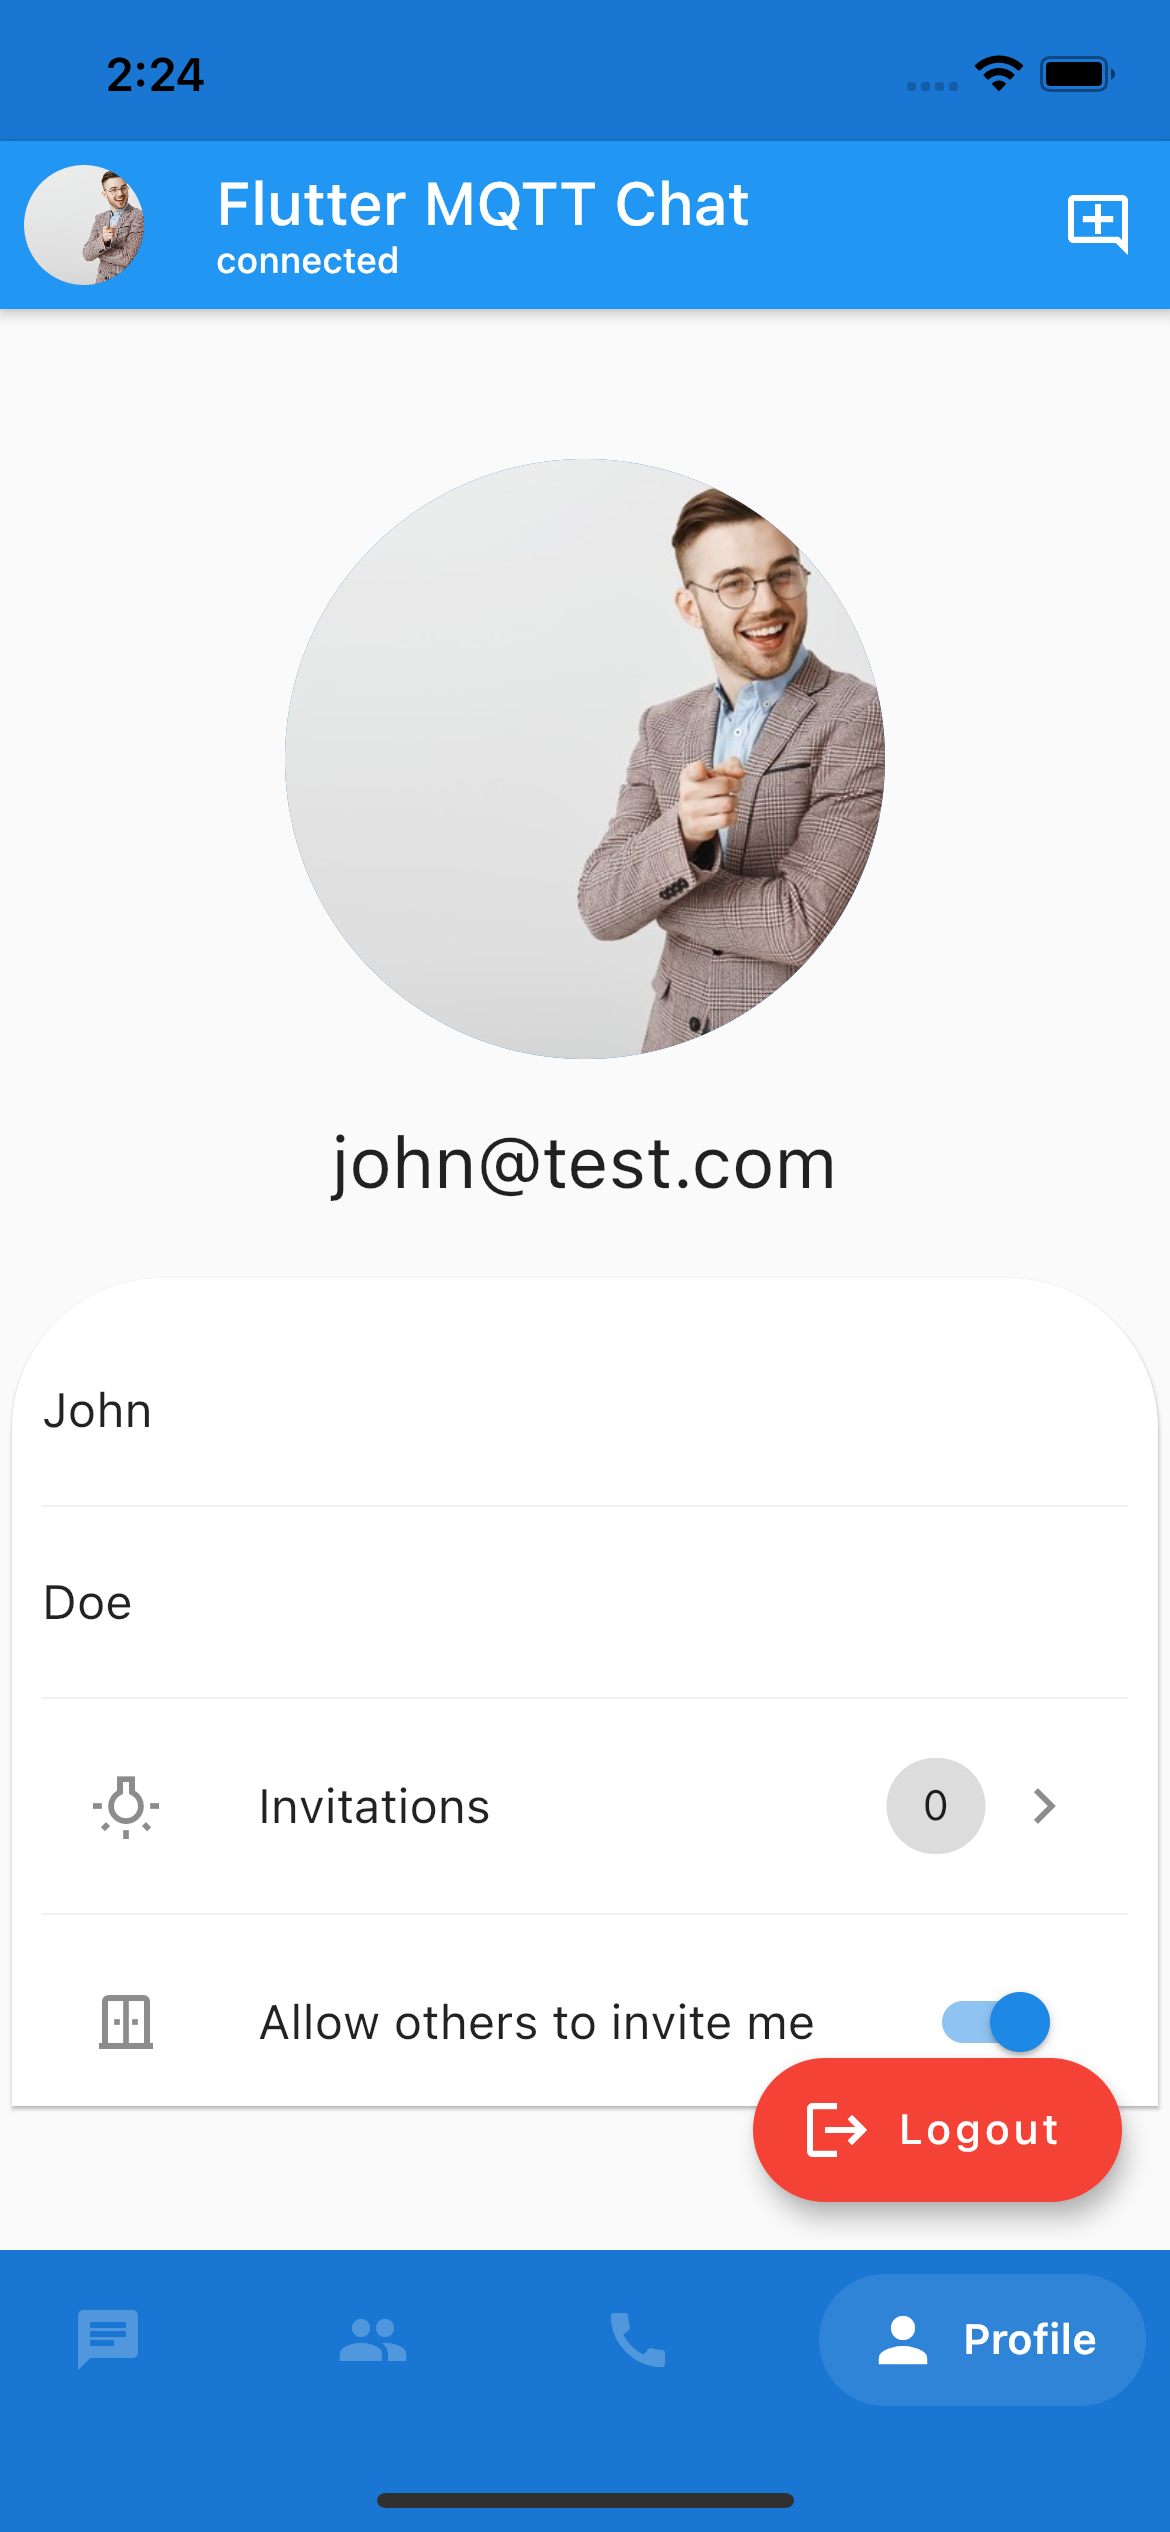 2:24
Flutter MQTT Chat
connected
john@test.com
John
Doe
Invitations 0
Allow others to invite me
Logout
Profile